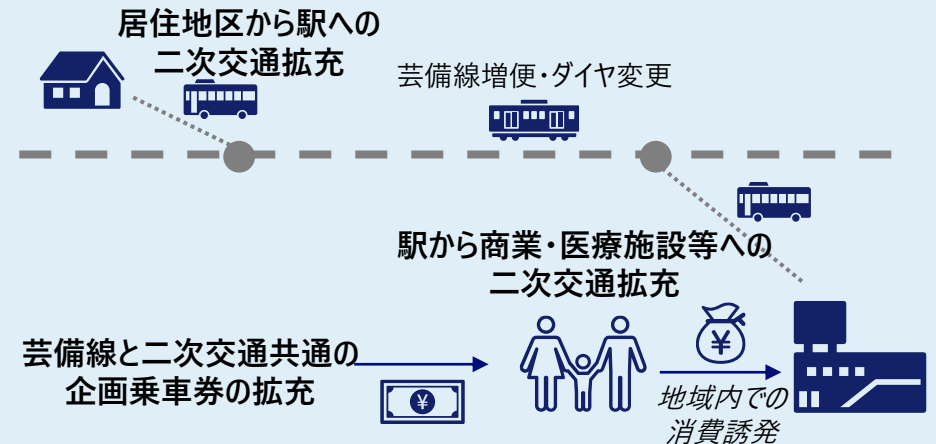 居住地区から駅への
二次交通拡充
芸備線増便・ダイヤ変更
駅から商業・医療施設等への
二次交通拡充
芸備線と二次交通共通の
企画乗車券の拡充
¥
¥
地域内での
消費誘発